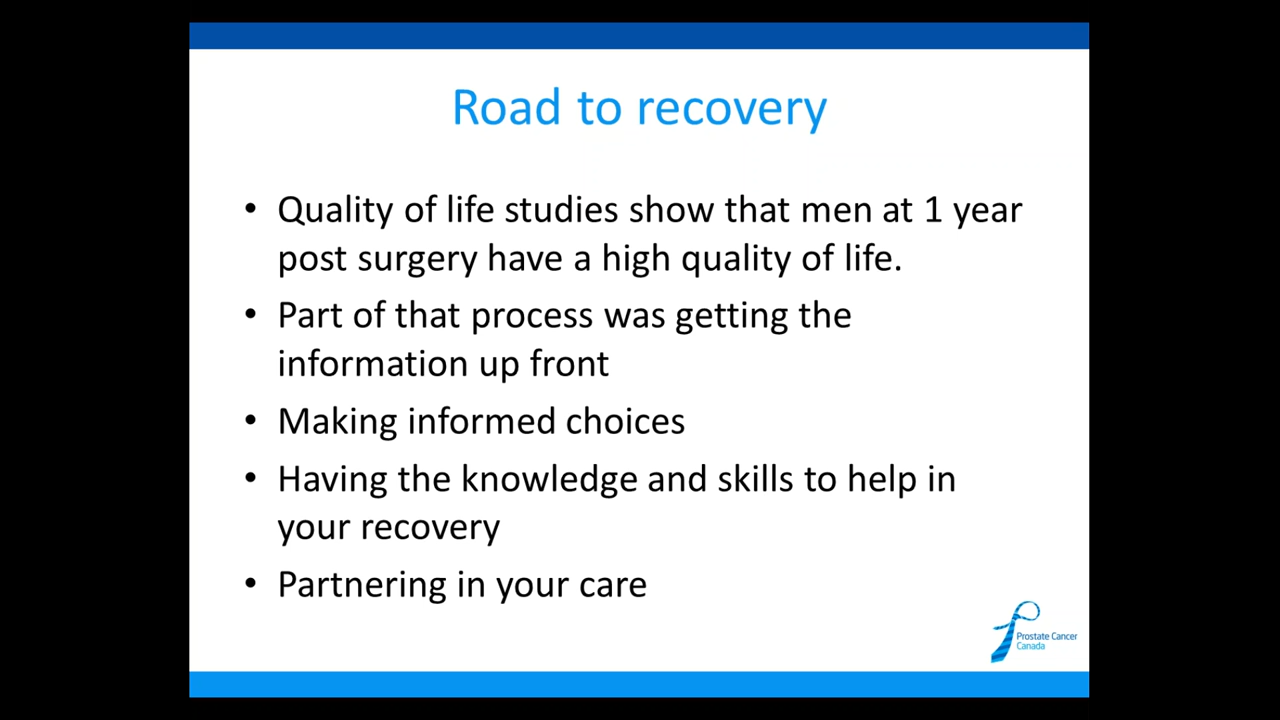 Road to recovery
• Quality of life studies show that men at 1 year
post surgery have a high quality of life.
• Part of that process was getting the
information up front
• Making informed choices
• Having the knowledge and skills to help in
your recovery
• Partnering in your care
Prostate Cancer
Canada